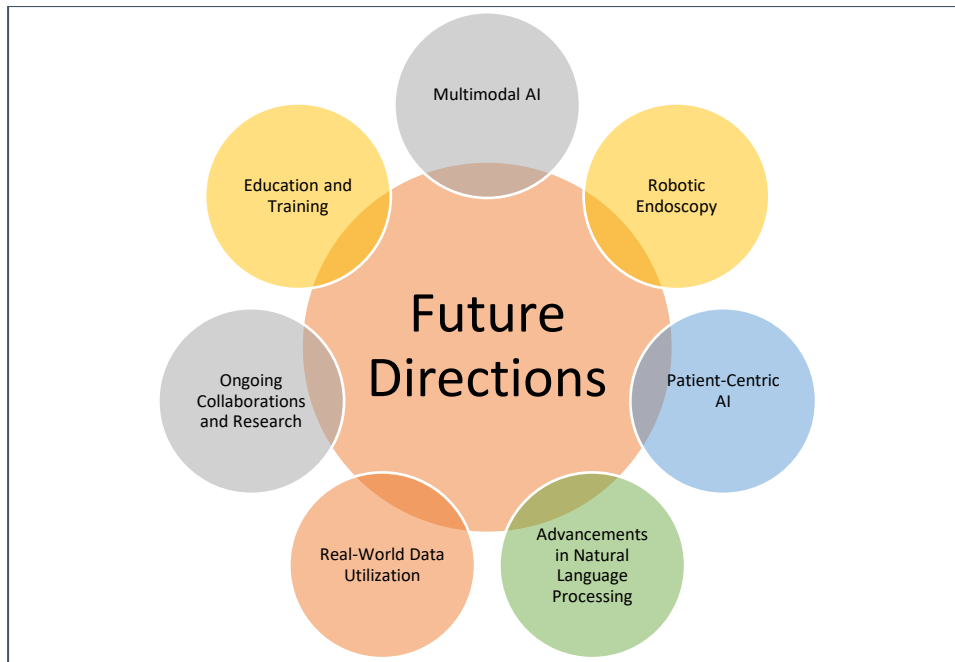 Multimodal AI
Robotic
Endoscopy
Patient-Centric
AI
Advancements
in Natural
Language
Processing
Real-World Data
Utilization
Ongoing
Collaborations
and Research
Education and
Training
Future
Directions